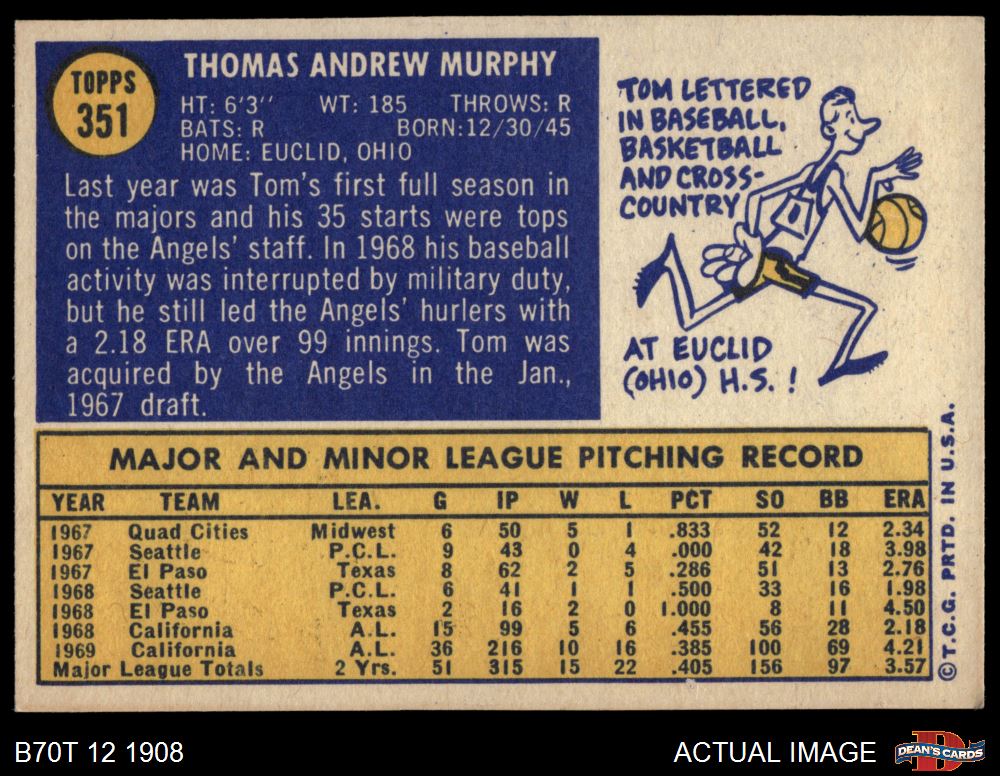 TOPPS
351
THOMAS ANDREW MURPHY
HT: 6'3'' WT: 185 THROWS: R
BATS: R BORN:12/30/45
HOME: EUCLID, OHIO
Last year was Tom's first full season in
the majors and his 35 starts were tops
on the Angels' staff. In 1968 his baseball
activity was interrupted by military duty,
but he still led the Angels' hurlers with
a 2.18 ERA over 99 innings. Tom was
acquired by the Angels in the Jan.,
1967 draft.
TOM LETTERED
IN BASEBALL,
BASKETBALL
AND CROSS-
COUNTRY
AT EUCLID
(OHIO) H.S. !
MAJOR AND MINOR LEAGUE PITCHING RECORD
YEAR TEAM LEA. G IP W L PCT SO BB ERA
1967 Quad Cities Midwest 6 50 5 1 .833 52 12 2.34
1967 Seattle P.C.L. 9 43 0 4 .000 42 18 3.98
1967 El Paso Texas 8 62 2 5 .286 51 13 2.76
1968 Seattle P.C.L. 6 41 1 1 .500 33 16 1.98
1968 El Paso Texas 2 16 2 0 1.000 8 11 4.50
1968 California A.L. 15 99 5 6 .455 56 28 2.18
1969 California A.L. 36 216 10 16 .385 100 69 4.21
Major League Totals 2 Yrs. 51 315 15 22 .405 156 97 3.57
©T.C.G. PRTD. IN U.S.A.
B70T 12 1908
ACTUAL IMAGE
D
DEAN'S CARDS